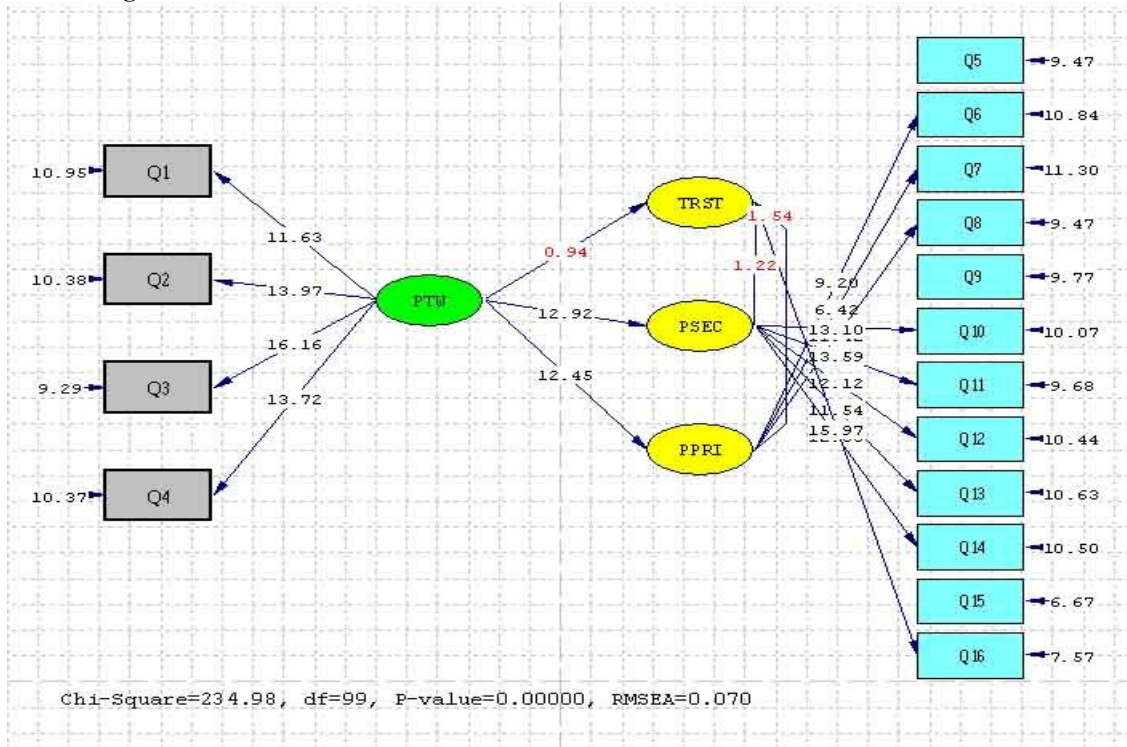 Q5
9.47
Q6
10.84
Q1
10.95
Q7
11.30
TRST
1.54
Q8
9.47
11.63
0.94
1.22
Q2
10.38
13.97
PTW
9.20
Q9
9.77
12.92
PSEC
6.42
13.10
Q10
10.07
16.16
12.45
13.59
Q3
9.29
12.12
Q11
9.68
13.72
11.54
15.97
Q12
10.44
PPRI
Q4
10.37
Q13
10.63
Q14
10.50
Q15
6.67
Q16
7.57
Chi-Square=234.98, df=99, P-value=0.00000, RMSEA=0.070